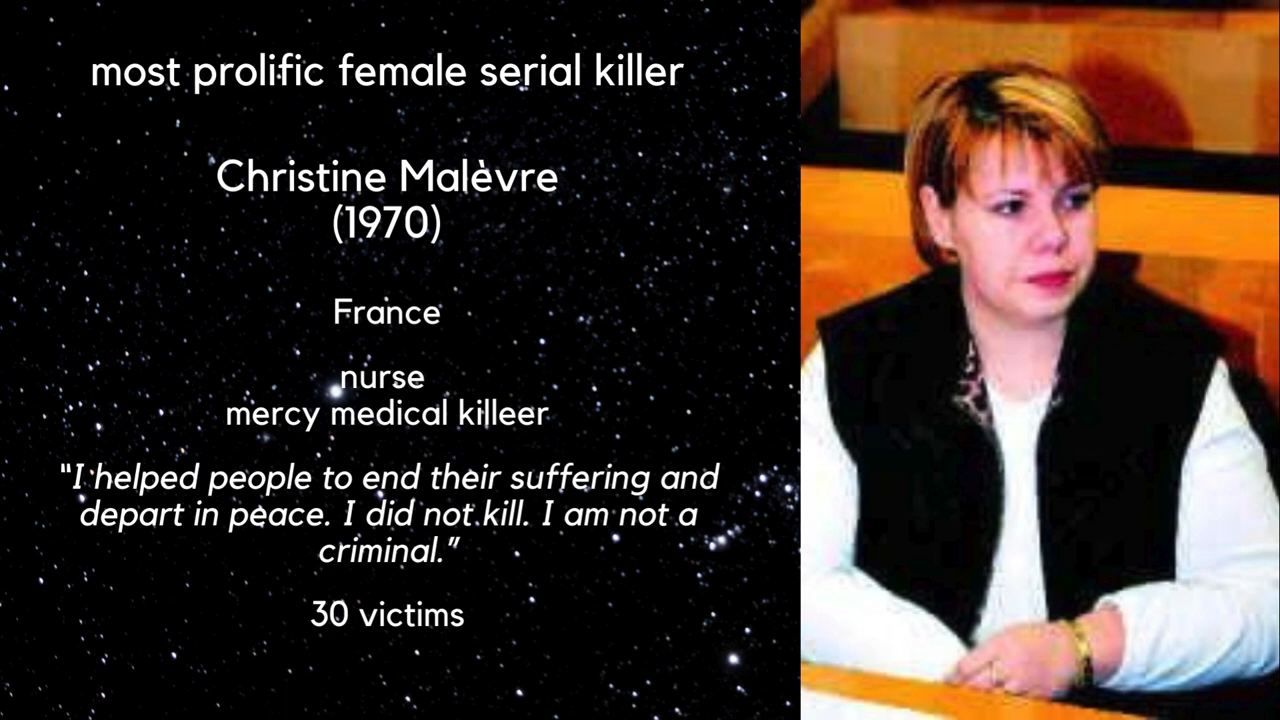 most prolific female serial killer
Christine Malèvre
(1970)
France
nurse
mercy medical killeer
"I helped people to end their suffering and
depart in peace. I did not kill. I am not a
criminal."
30 victims